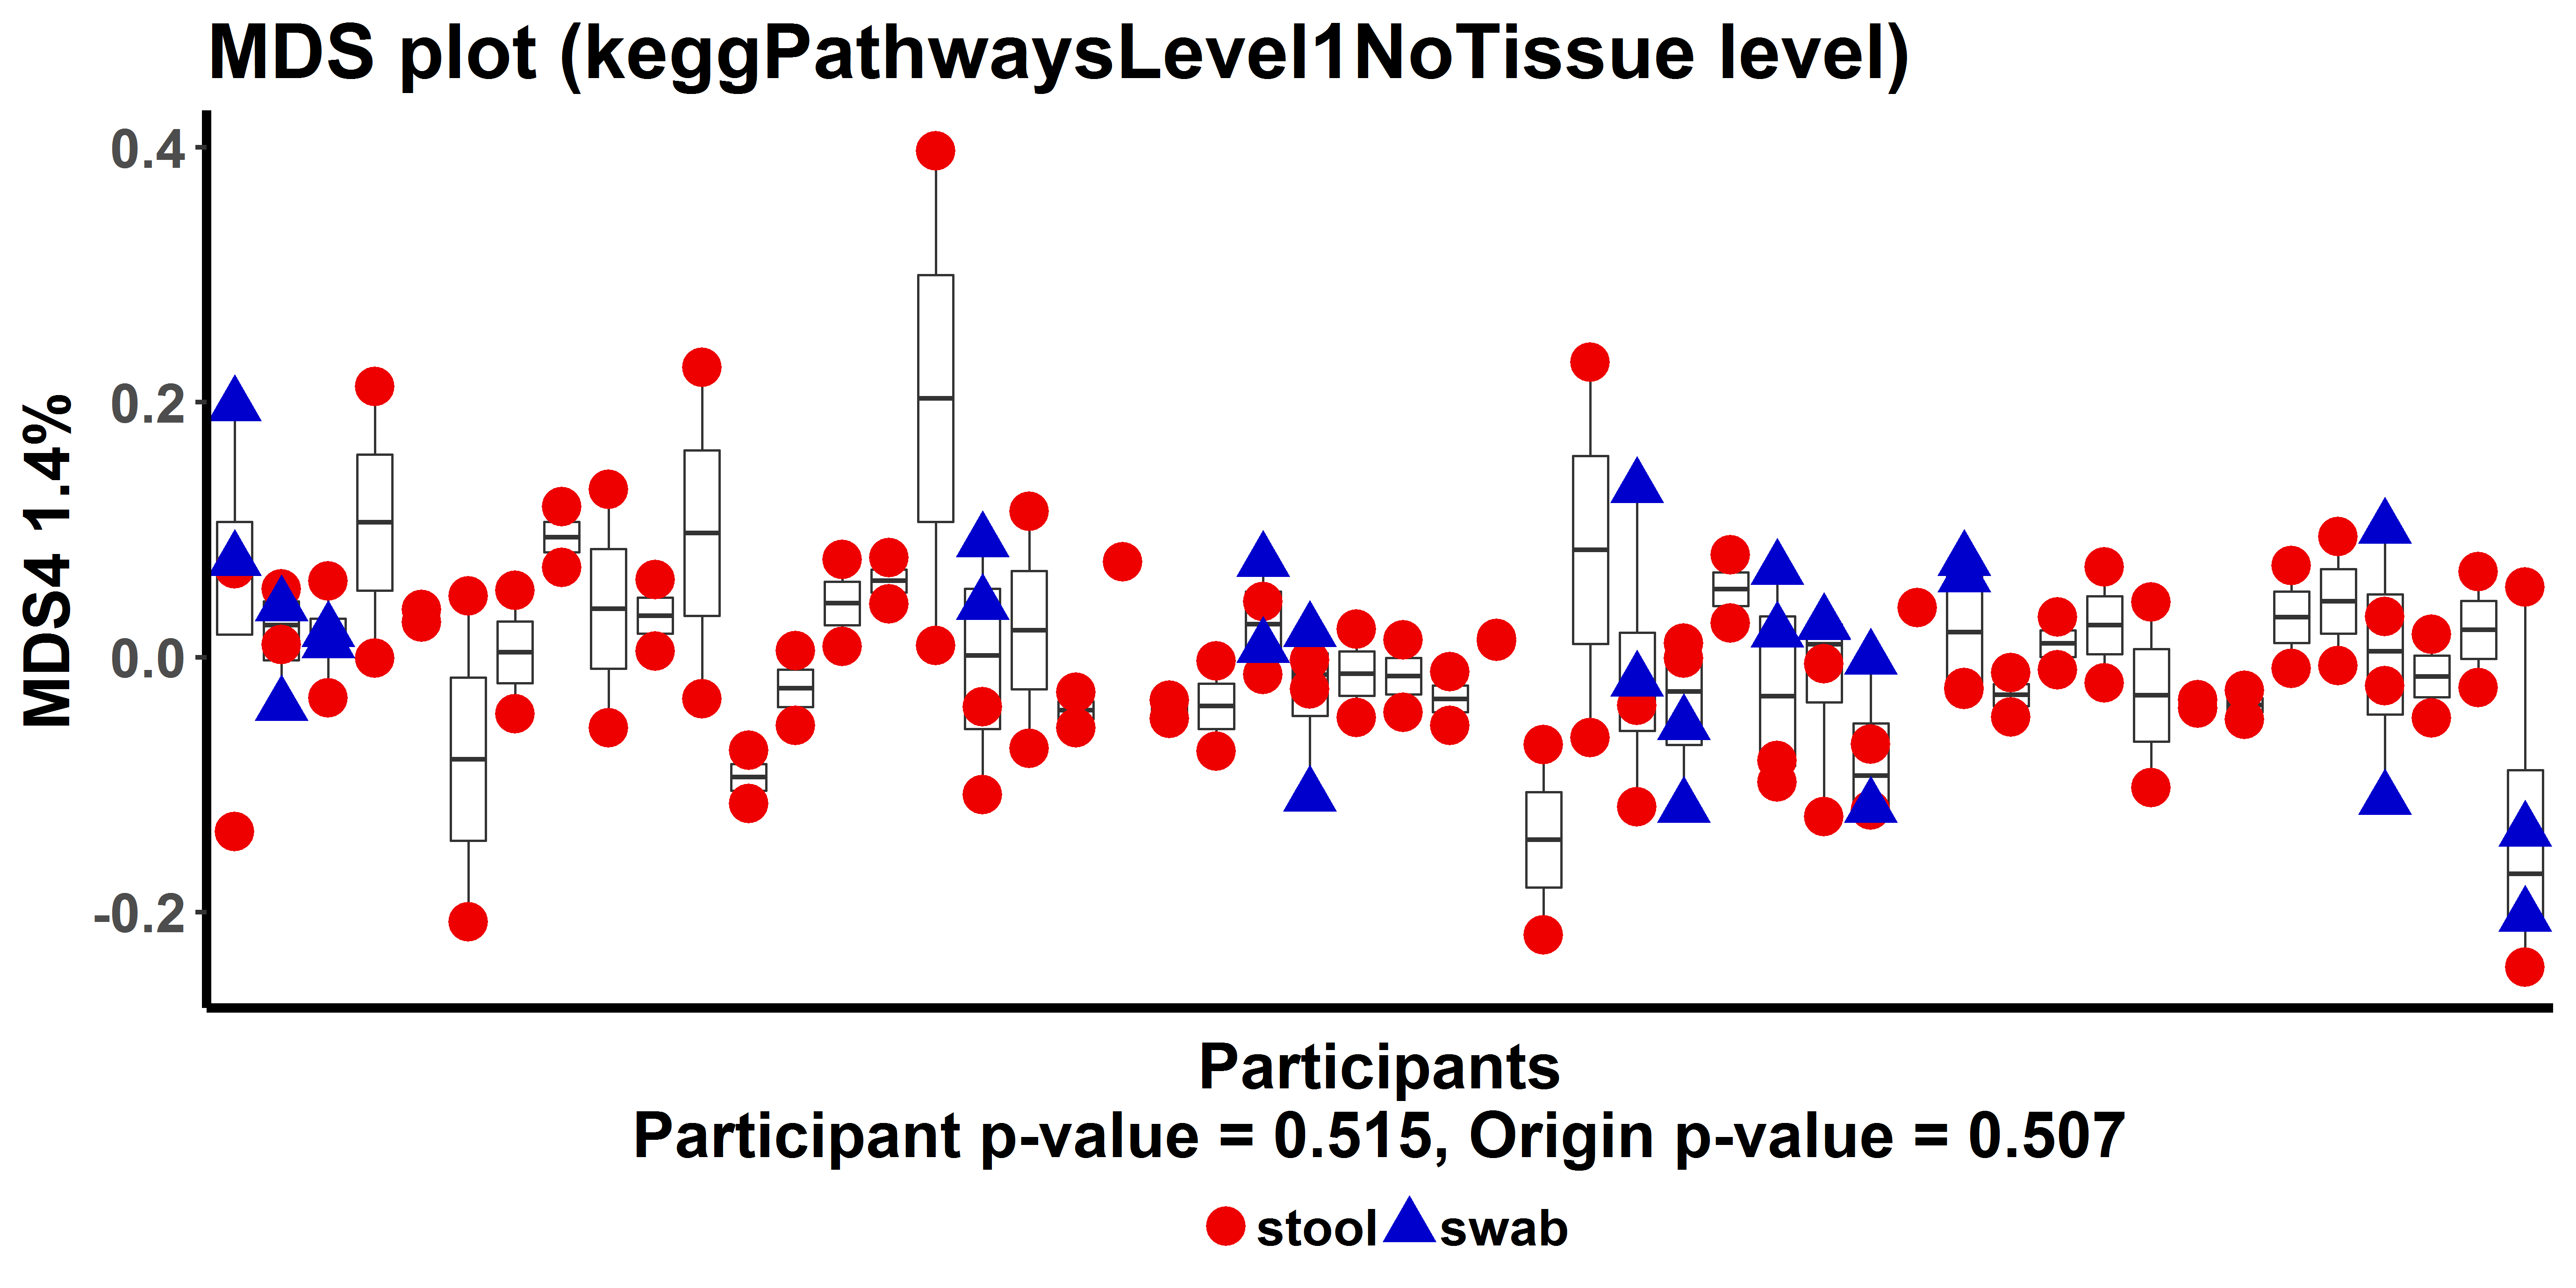 MDS plot (keggPathwaysLevel1NoTissue level)
MDS4 1.4%
0.4
0.2
0.0
-0.2
Participants
Participant p-value = 0.515, Origin p-value = 0.507
stool swab